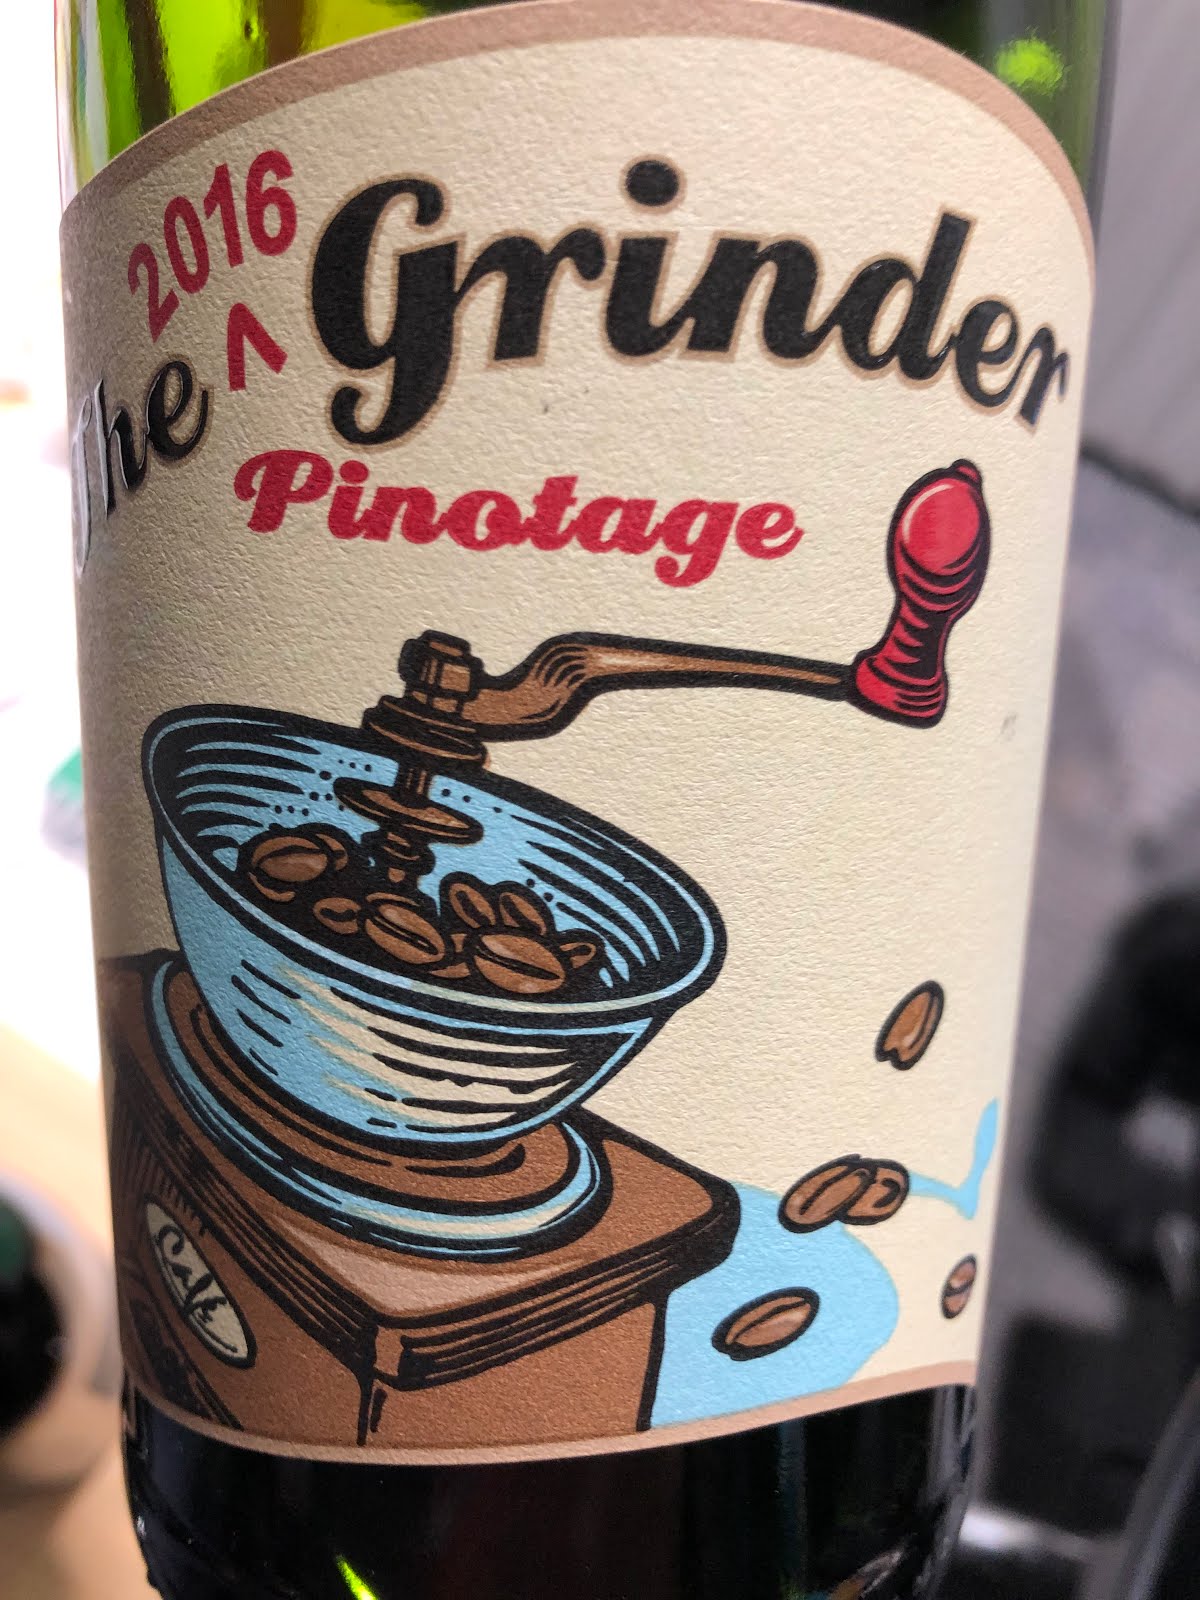 2016
The ^ Grinder
Pinotage
Café